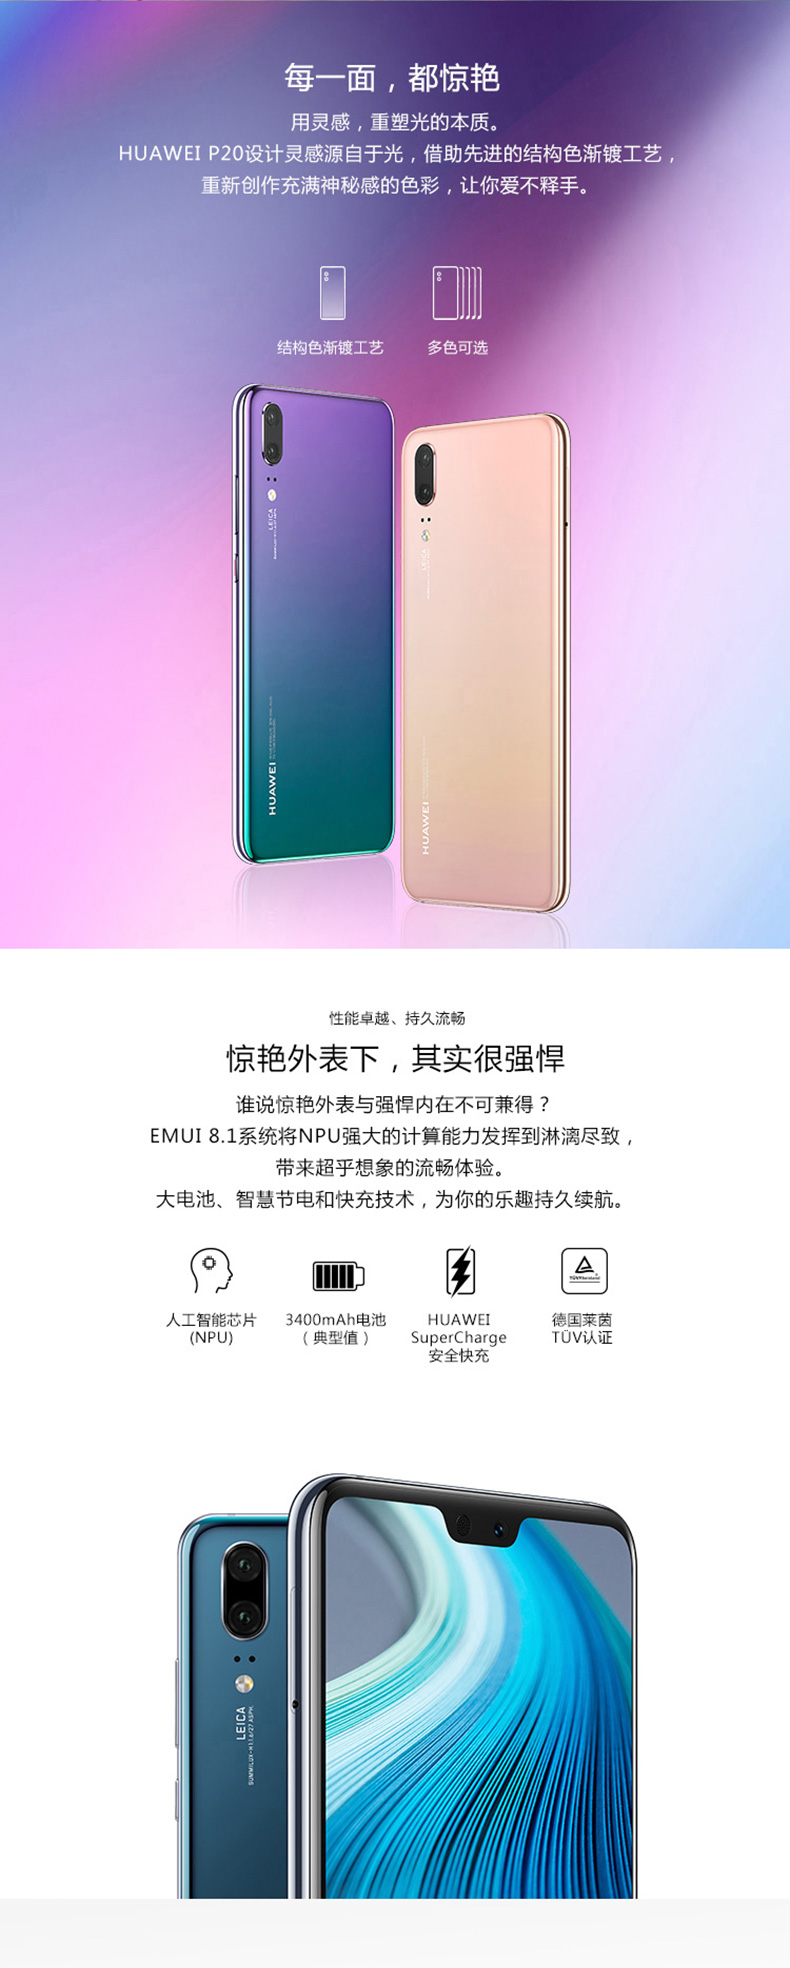 每一面，都惊艳
用灵感，重塑光的本质。
HUAWEI P20设计灵感源自于光，借助先进的结构色渐镀工艺，
重新创作充满神秘感的色彩，让你爱不释手。
结构色渐镀工艺
多色可选
LEICA
HUAWEI
LEICA
HUAWEI
性能卓越、持久流畅
惊艳外表下，其实很强悍
谁说惊艳外表与强悍内在不可兼得？
EMUI 8.1系统将NPU强大的计算能力发挥到淋漓尽致，
带来超乎想象的流畅体验。
大电池、智慧节电和快充技术，为你的乐趣持久续航。
TÜVRheinland
人工智能芯片
(NPU)
3400mAh电池
（典型值）
HUAWEI
SuperCharge
安全快充
德国莱茵
TÜV认证
LEICA
SUMMILUX-H 1:1.6/27 ASPH.